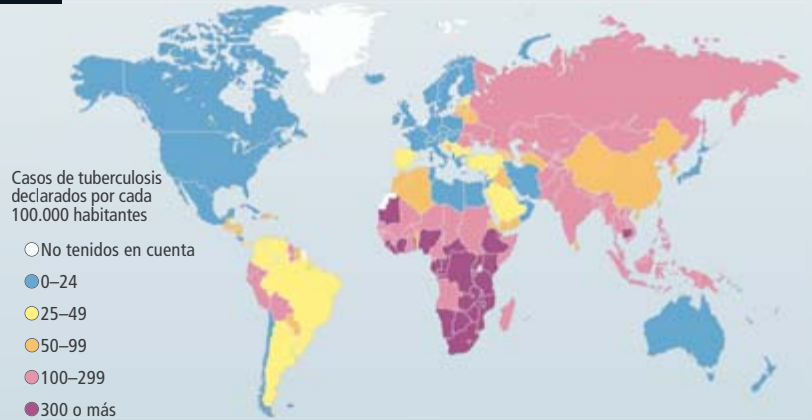 Casos de tuberculosis
declarados por cada
100.000 habitantes
No tenidos en cuenta
0–24
25–49
50–99
100–299
300 o más